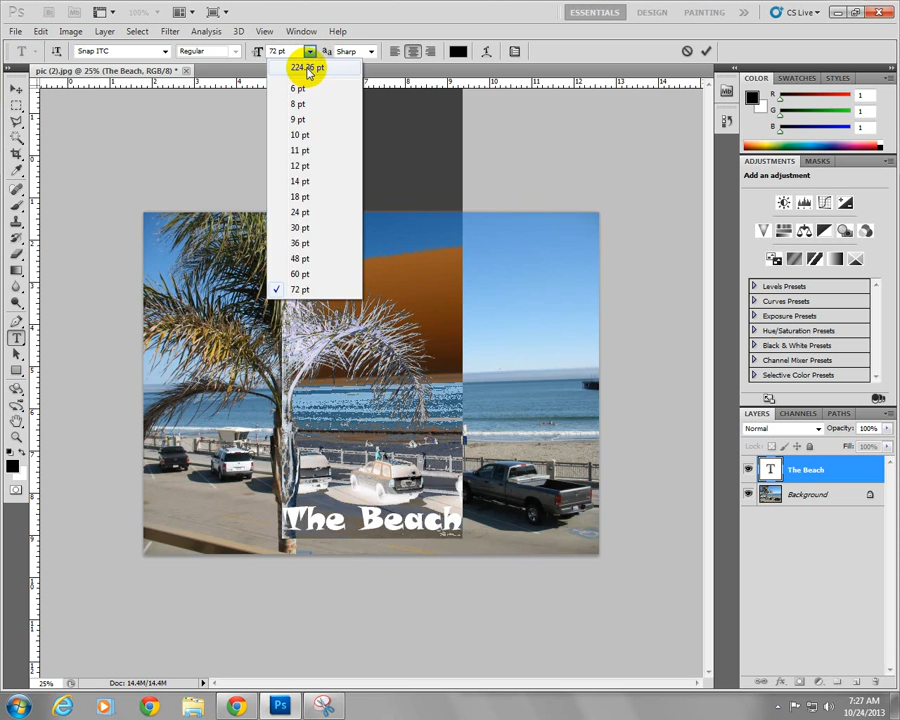 Ps 100% ESSENTIALS DESIGN PAINTING >> CS Live
File Edit Image Layer Select Filter Analysis 3D View Window Help
T Snap ITC Regular 72 pt aa Sharp
pic (2).jpg @ 25% (The Beach, RGB/8) *
224.26 pt
6 pt
8 pt
9 pt
10 pt
11 pt
12 pt
14 pt
18 pt
24 pt
30 pt
36 pt
48 pt
60 pt
72 pt
The Beach
COLOR SWATCHES STYLES
R 1
G 1
B 1
ADJUSTMENTS MASKS
Add an adjustment
Levels Presets
Curves Presets
Exposure Presets
Hue/Saturation Presets
Black & White Presets
Channel Mixer Presets
Selective Color Presets
LAYERS CHANNELS PATHS
Normal Opacity: 100%
Lock: Fill: 100%
T The Beach
Background
25% Doc: 14.4M/14.4M
7:27 AM
10/24/2013